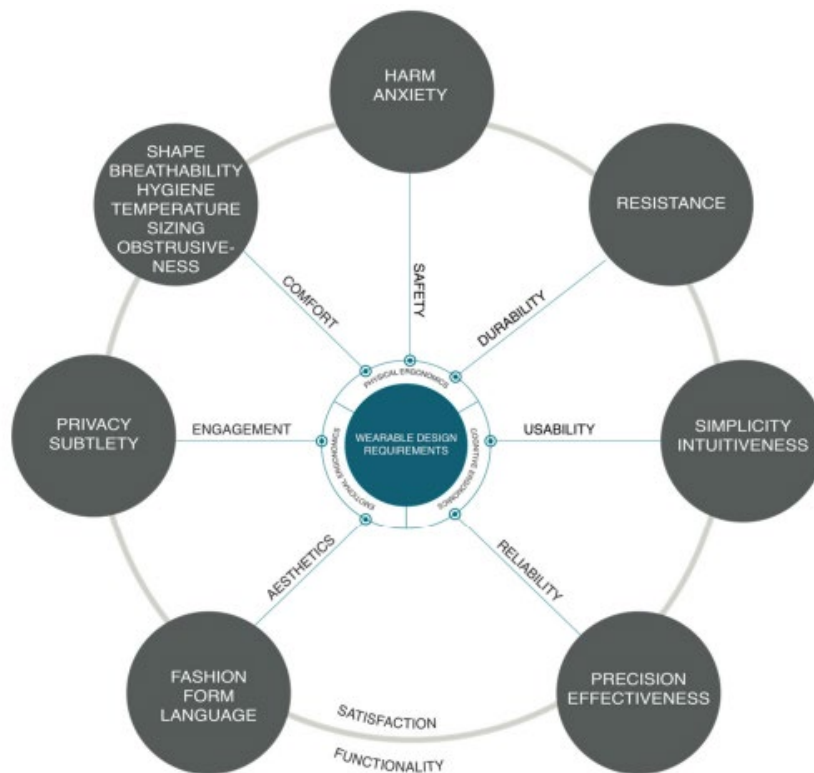 HARM
ANXIETY
SHAPE
BREATHABILITY
HYGIENE
TEMPERATURE
SIZING
OBSTRUSIVE-
NESS
RESISTANCE
COMFORT
SAFETY
DURABILITY
PHYSICAL ERGONOMICS
PRIVACY
SUBTLETY
ENGAGEMENT
EMOTIONAL ERGONOMICS
WEARABLE DESIGN
REQUIREMENTS
COGNITIVE ERGONOMICS
USABILITY
SIMPLICITY
INTUITIVENESS
AESTHETICS
RELIABILITY
FASHION
FORM
LANGUAGE
PRECISION
EFFECTIVENESS
SATISFACTION
FUNCTIONALITY